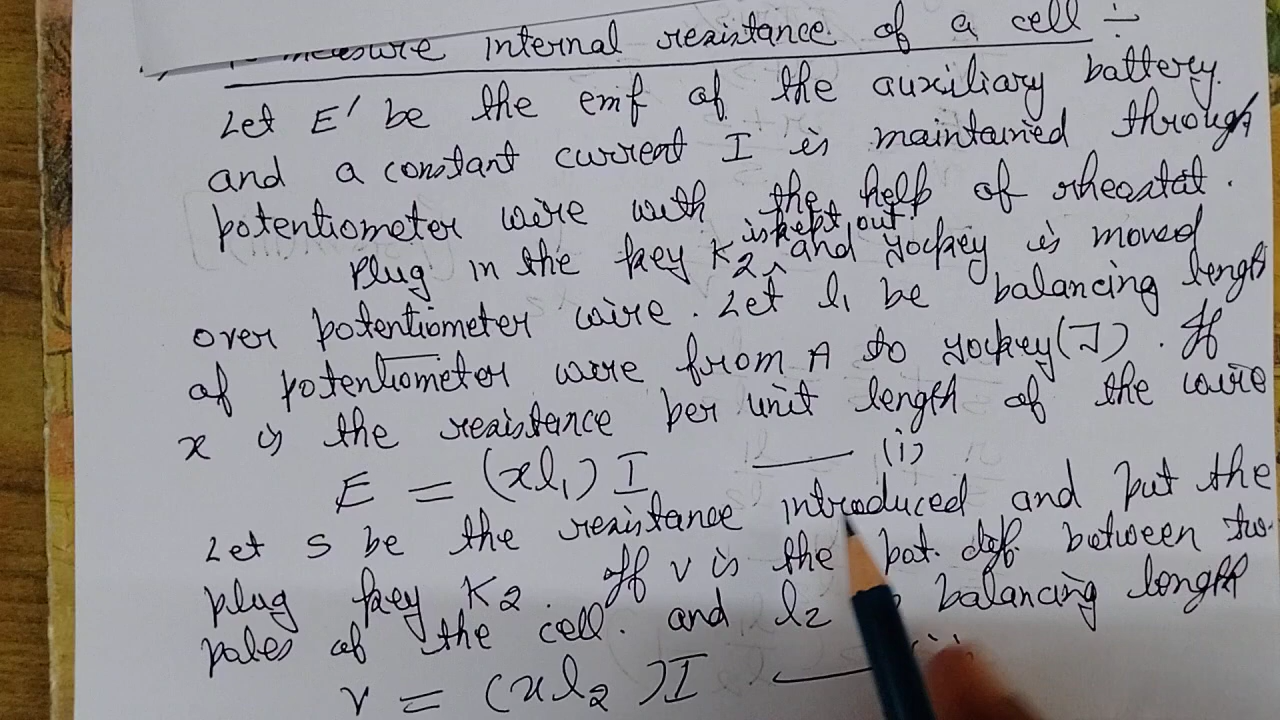 measure internal resistance of a cell :-
Let E' be the emf of the auxiliary battery.
and a constant current I is maintained through
potentiometer wire with the help of rheostat.
Plug in the key K2 is kept out and jockey is moved
over potentiometer wire. Let l1 be balancing length
of potentiometer wire from A to jockey(J). If
x is the resistance per unit length of the wire
E = (xl1) I —— (i)
Let S be the resistance introduced and put the
plug key K2. If V is the pot. dif. between two
poles of the cell. and l2 balancing length
V = (xl2)I ——